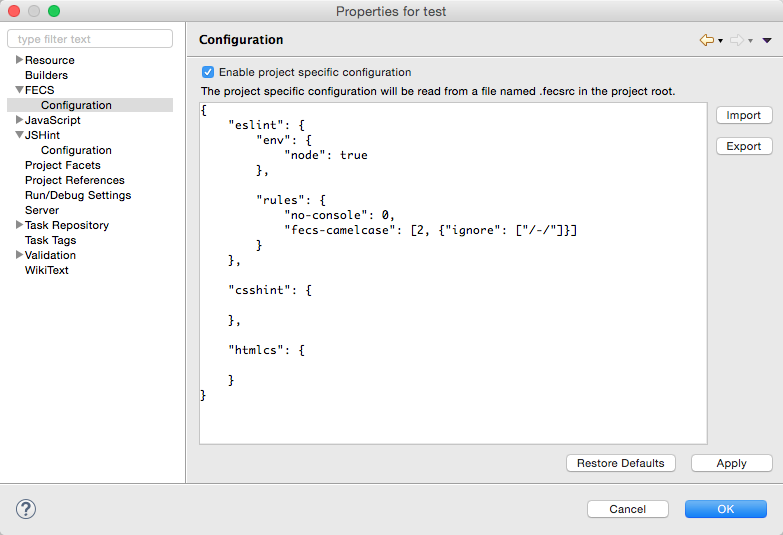 Properties for test
type filter text
Resource
Builders
FECS
Configuration
JavaScript
JSHint
Configuration
Project Facets
Project References
Run/Debug Settings
Server
Task Repository
Task Tags
Validation
WikiText
Configuration
Enable project specific configuration
The project specific configuration will be read from a file named .fecsrc in the project root.
{
    "eslint": {
        "env": {
            "node": true
        },
        "rules": {
            "no-console": 0,
            "fecs-camelcase": [2, {"ignore": ["/-/"]}]
        }
    },
    "csshint": {
    },
    "htmlcs": {
    }
}
Import
Export
Restore Defaults
Apply
?
Cancel
OK